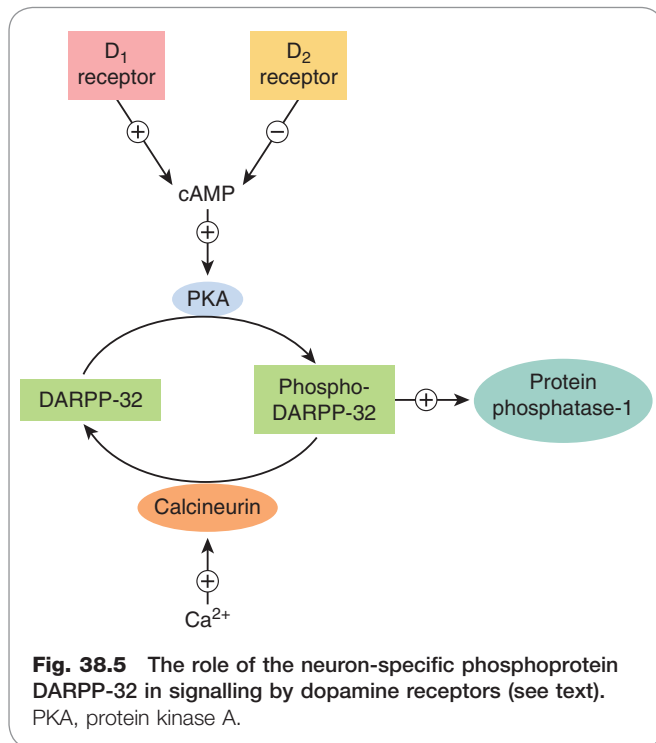 D₁
receptor
D₂
receptor
+
−
cAMP
+
PKA
DARPP-32
Phospho-
DARPP-32
+
Protein
phosphatase-1
Calcineurin
+
Ca²⁺
Fig. 38.5 The role of the neuron-specific phosphoprotein
DARPP-32 in signalling by dopamine receptors (see text).
PKA, protein kinase A.